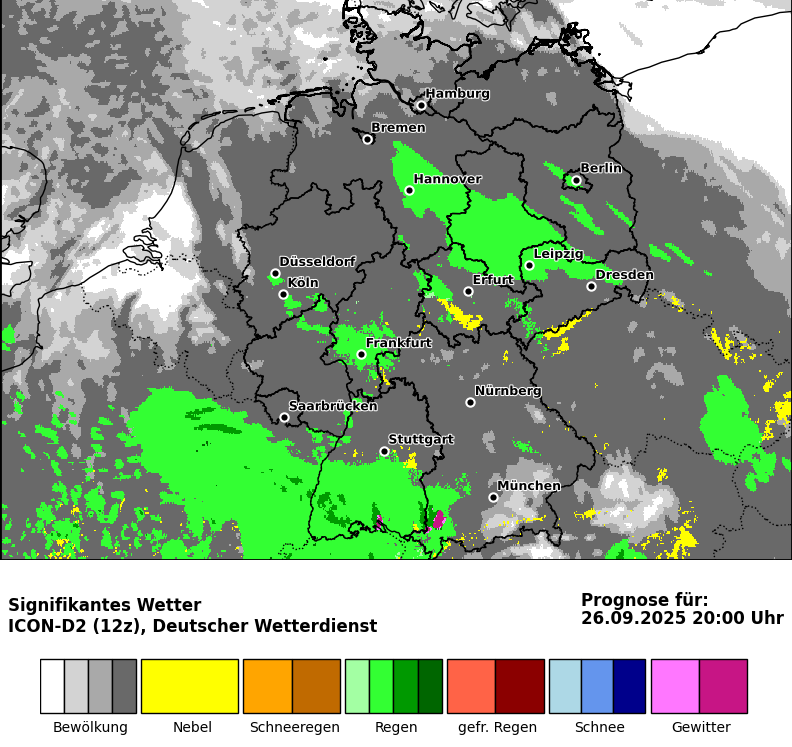 Hamburg
Bremen
Berlin
Hannover
Leipzig
Düsseldorf
Dresden
Köln
Erfurt
Frankfurt
Nürnberg
Saarbrücken
Stuttgart
München
Signifikantes Wetter
ICON-D2 (12z), Deutscher Wetterdienst
Prognose für:
26.09.2025 20:00 Uhr
Bewölkung
Nebel
Schneeregen
Regen
gefr. Regen
Schnee
Gewitter